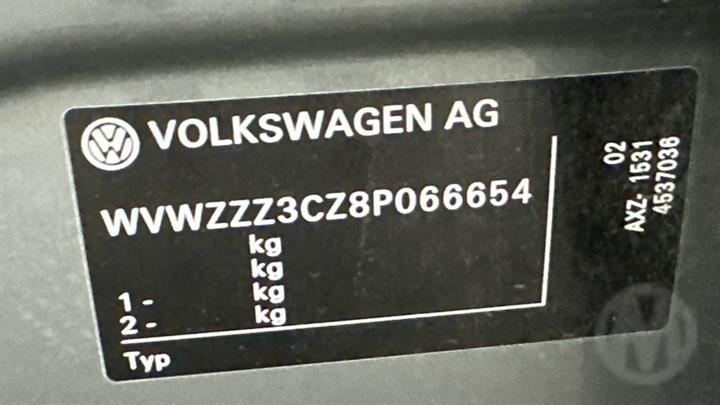 VOLKSWAGEN AG
WVWZZZ3CZ8P066654
kg
kg
1 - kg
2 - kg
Typ
02
AXZ- 1531
4537036